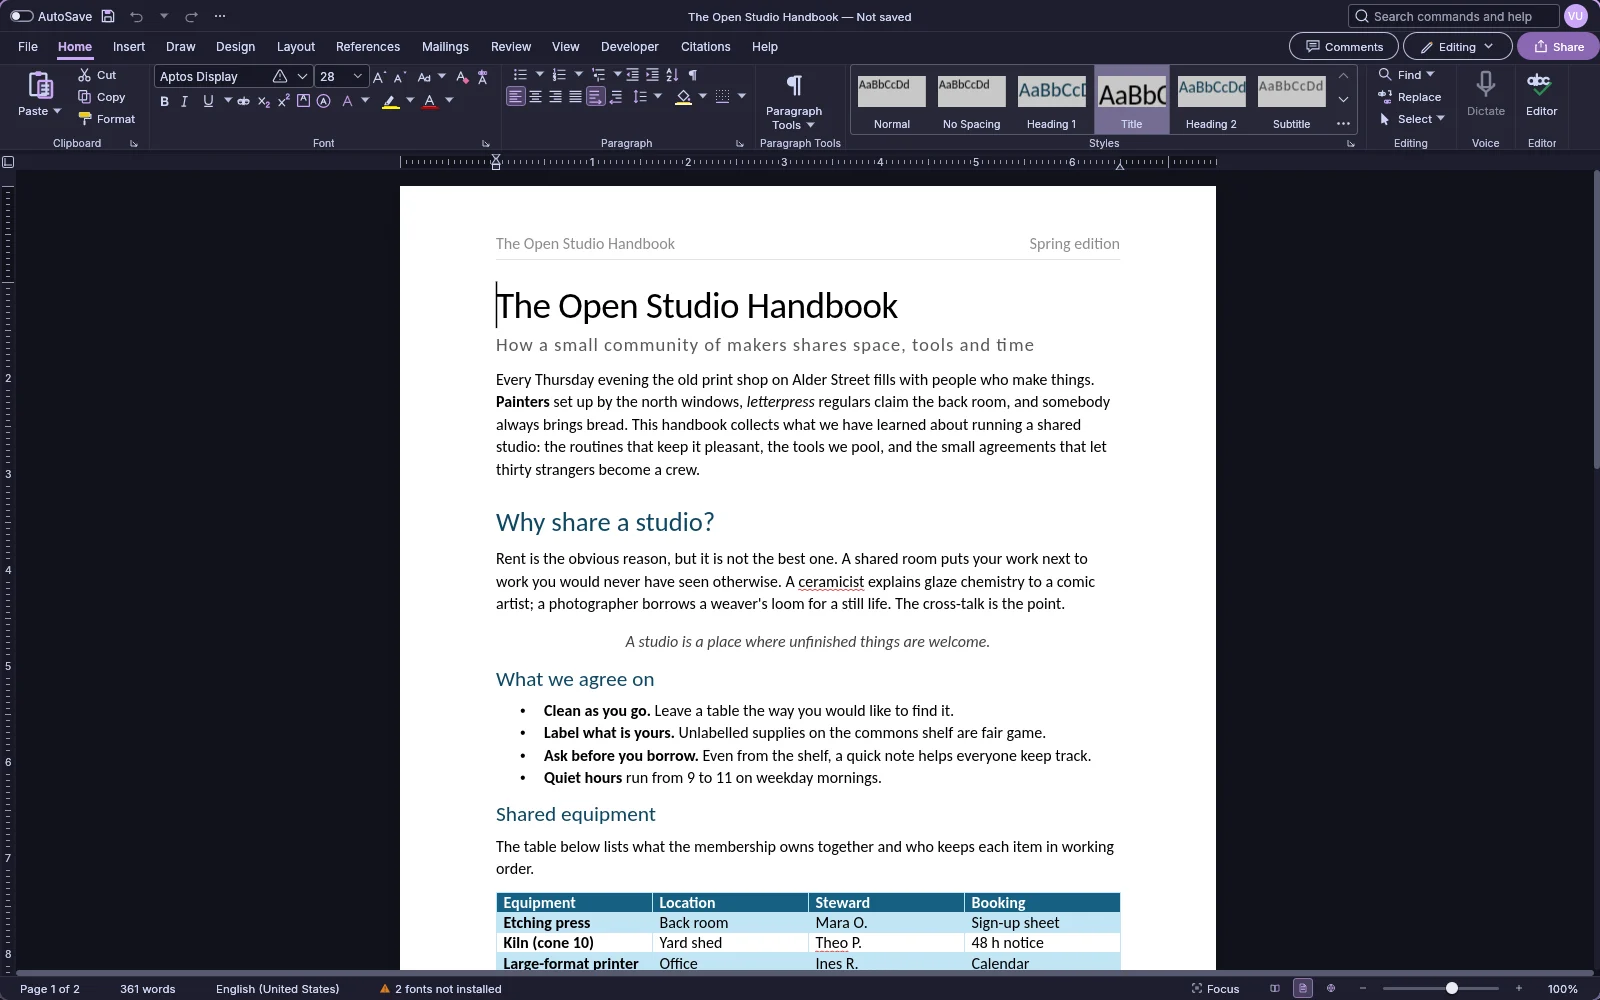 AutoSave
The Open Studio Handbook — Not saved
Search commands and help
VU
File Home Insert Draw Design Layout References Mailings Review View Developer Citations Help
Comments Editing Share
Paste
Cut
Copy
Format
Clipboard
Aptos Display 28
Font
Paragraph
Paragraph Tools
Paragraph Tools
AaBbCcDd AaBbCcDd AaBbCcD AaBbC AaBbCcDd AaBbCcDd
Normal No Spacing Heading 1 Title Heading 2 Subtitle
Styles
Find
Replace
Select
Editing
Dictate
Voice
Editor
Editor
1 2 3 4 5 6
The Open Studio Handbook Spring edition
The Open Studio Handbook
How a small community of makers shares space, tools and time
Every Thursday evening the old print shop on Alder Street fills with people who make things.
Painters set up by the north windows, letterpress regulars claim the back room, and somebody
always brings bread. This handbook collects what we have learned about running a shared
studio: the routines that keep it pleasant, the tools we pool, and the small agreements that let
thirty strangers become a crew.
Why share a studio?
Rent is the obvious reason, but it is not the best one. A shared room puts your work next to
work you would never have seen otherwise. A ceramicist explains glaze chemistry to a comic
artist; a photographer borrows a weaver's loom for a still life. The cross-talk is the point.
A studio is a place where unfinished things are welcome.
What we agree on
• Clean as you go. Leave a table the way you would like to find it.
• Label what is yours. Unlabelled supplies on the commons shelf are fair game.
• Ask before you borrow. Even from the shelf, a quick note helps everyone keep track.
• Quiet hours run from 9 to 11 on weekday mornings.
Shared equipment
The table below lists what the membership owns together and who keeps each item in working
order.
Equipment Location Steward Booking
Etching press Back room Mara O. Sign-up sheet
Kiln (cone 10) Yard shed Theo P. 48 h notice
Large-format printer Office Ines R. Calendar
2
3
4
5
6
7
8
Page 1 of 2 361 words English (United States) 2 fonts not installed Focus 100%